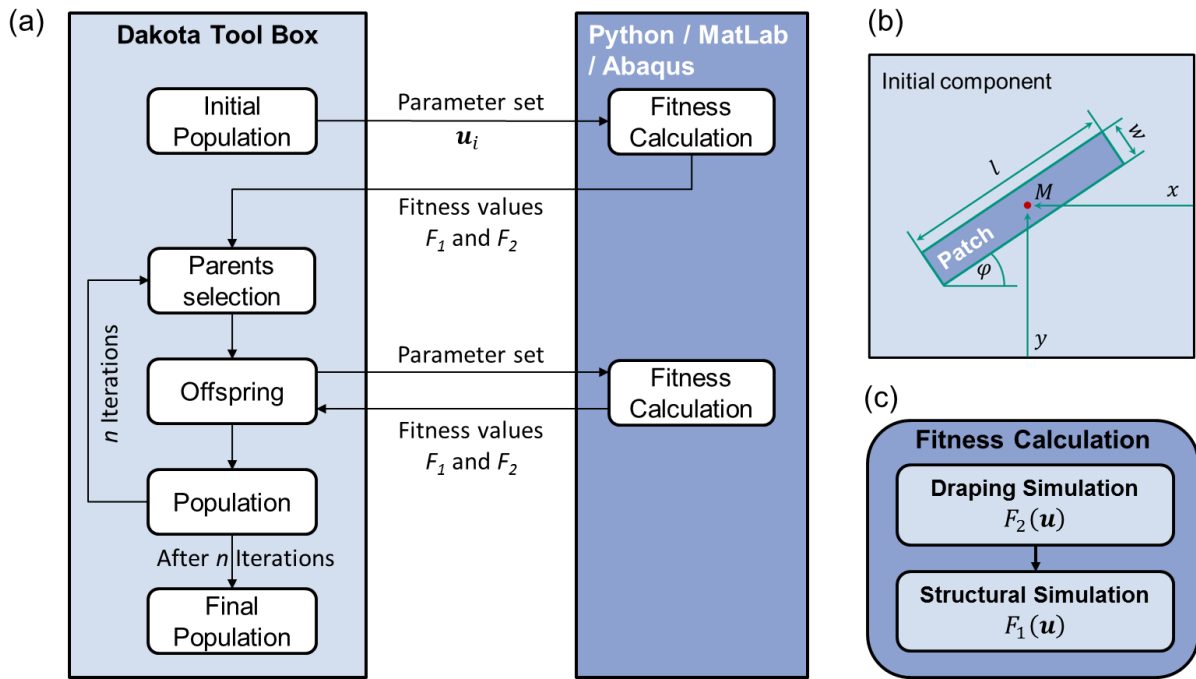 (a)
Dakota Tool Box
Python / MatLab
/ Abaqus
Initial
Population
Parameter set
u_i
Fitness
Calculation
Fitness values
F_1 and F_2
Parents
selection
n Iterations
Offspring
Parameter set
Fitness
Calculation
Fitness values
F_1 and F_2
Population
After n Iterations
Final
Population
(b)
Initial component
w
l
M
x
Patch
φ
y
(c)
Fitness Calculation
Draping Simulation
F_2(u)
Structural Simulation
F_1(u)